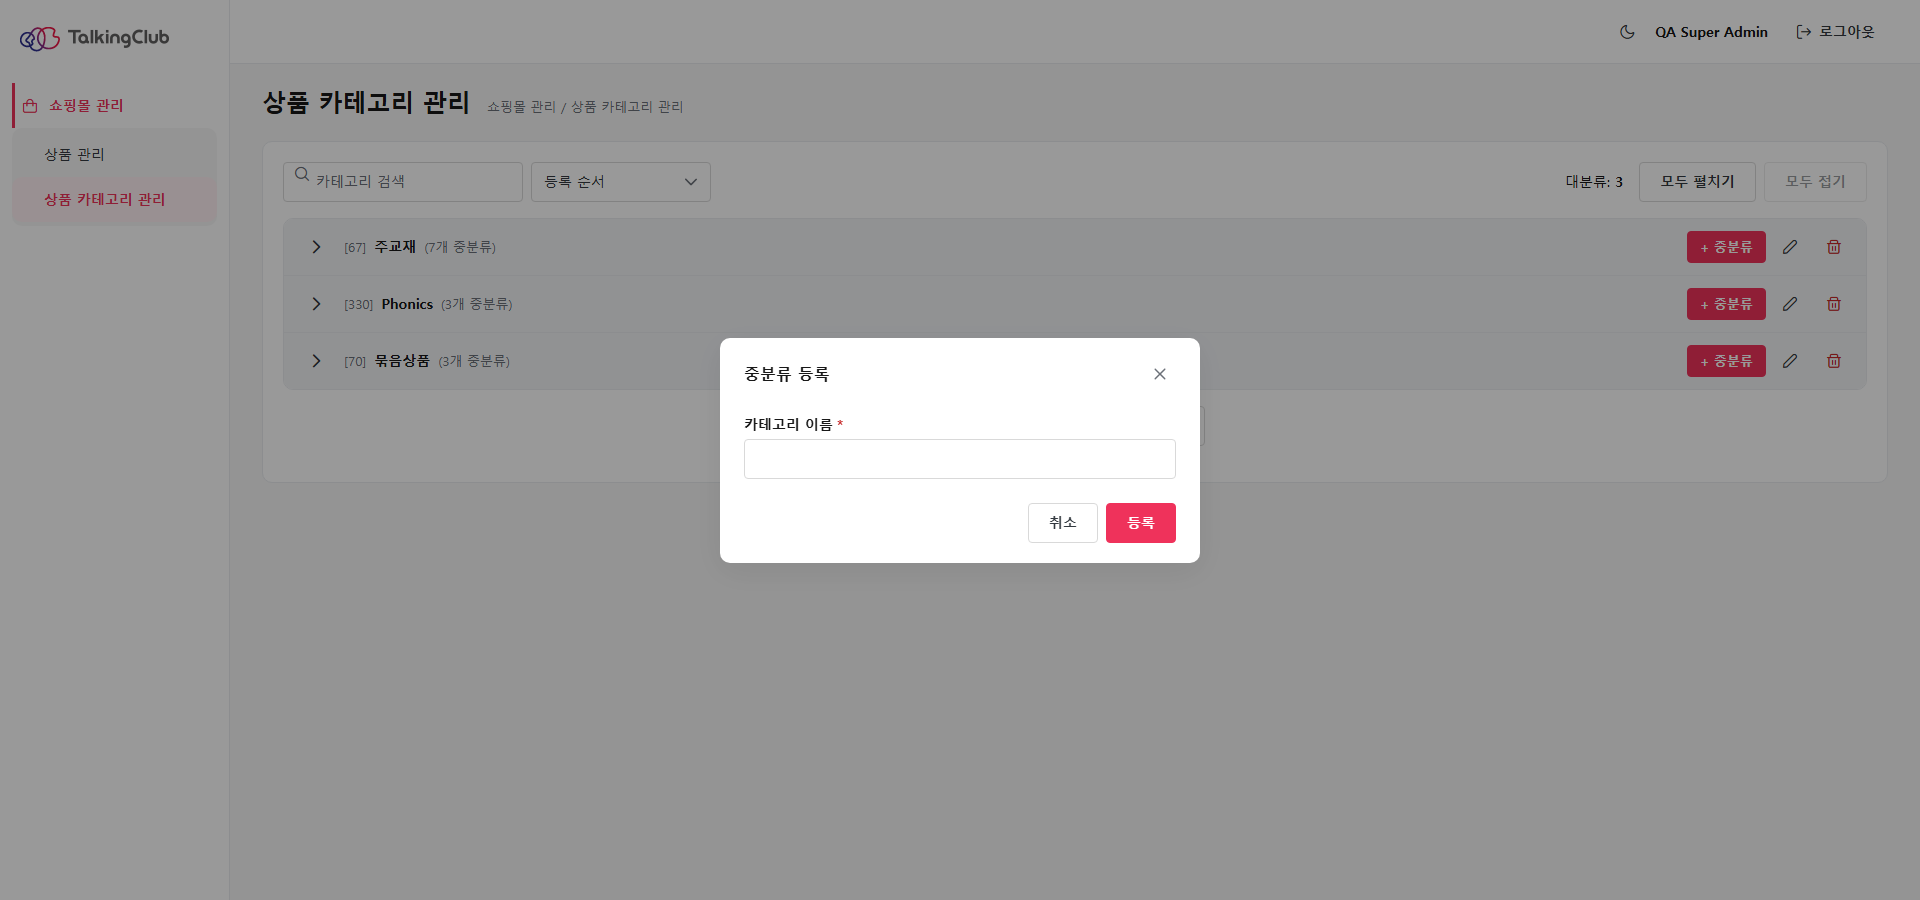 TalkingClub
QA Super Admin
로그아웃
쇼핑몰 관리
상품 관리
상품 카테고리 관리
상품 카테고리 관리
쇼핑몰 관리 / 상품 카테고리 관리
카테고리 검색
등록 순서
대분류: 3
모두 펼치기
모두 접기
[67] 주교재 (7개 중분류)
+ 중분류
[330] Phonics (3개 중분류)
+ 중분류
[70] 묶음상품 (3개 중분류)
+ 중분류
중분류 등록
카테고리 이름 *
취소
등록